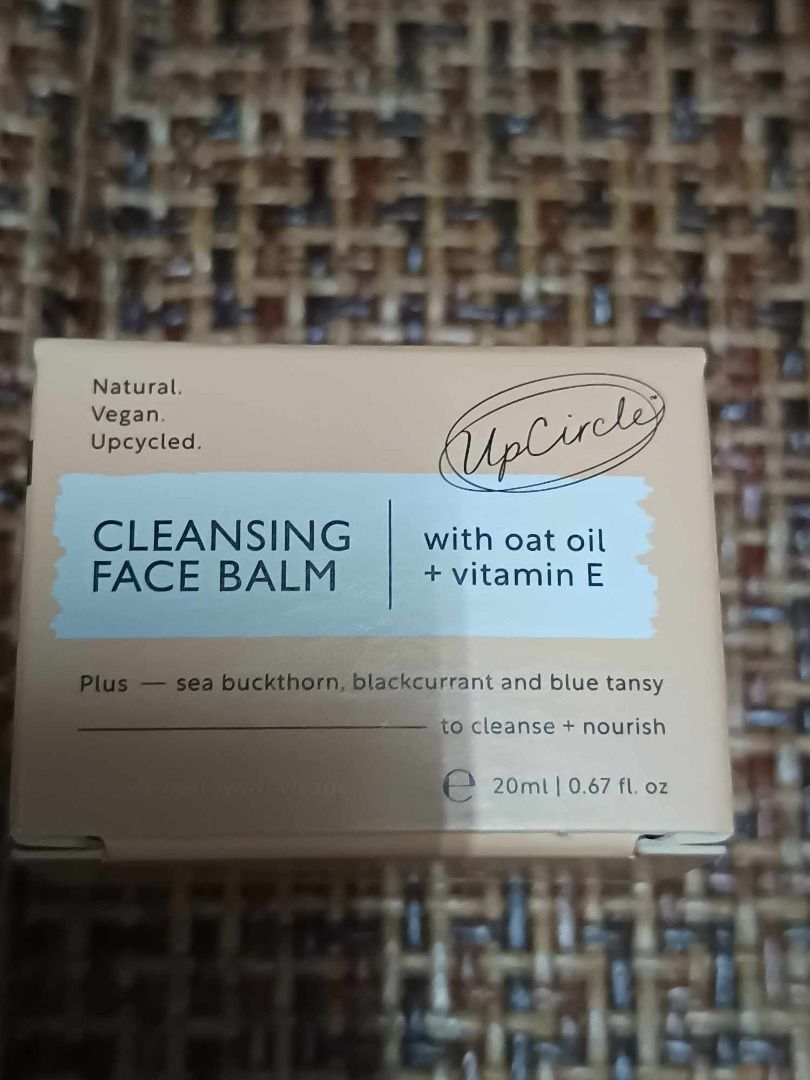 Natural.
Vegan.
Upcycled.
UpCircle™
CLEANSING
FACE BALM
with oat oil
+ vitamin E
Plus — sea buckthorn, blackcurrant and blue tansy
to cleanse + nourish
℮ 20ml | 0.67 fl. oz